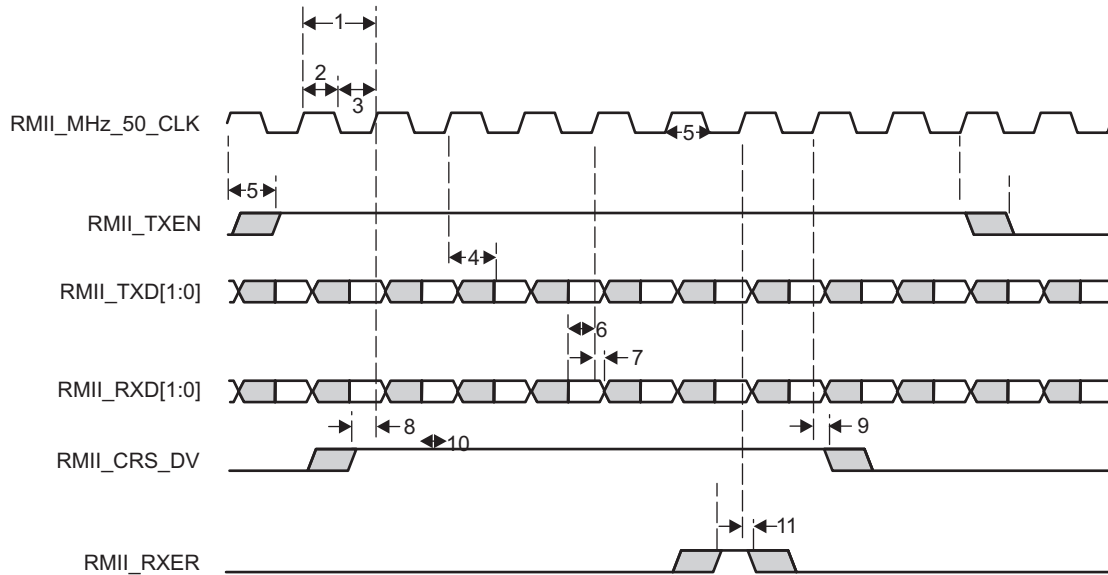 1
2
3
RMII_MHz_50_CLK
5
5
RMII_TXEN
4
RMII_TXD[1:0]
6
7
RMII_RXD[1:0]
8
9
10
RMII_CRS_DV
11
RMII_RXER